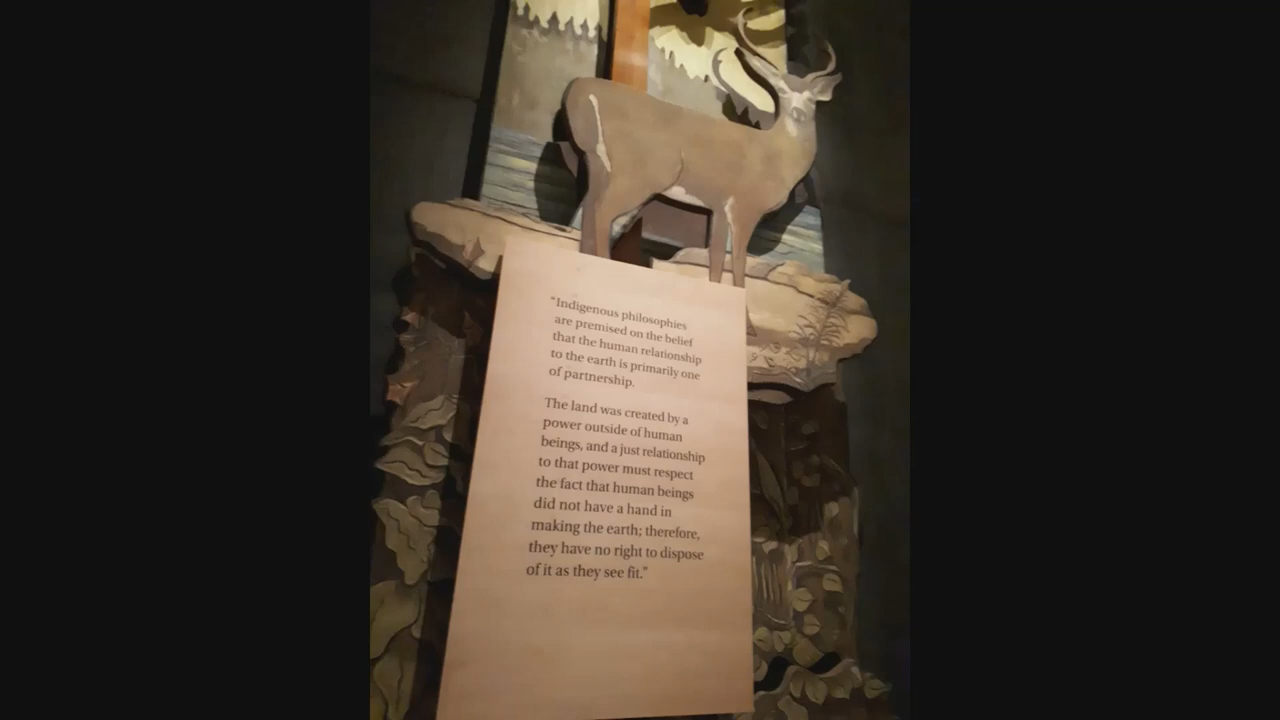 “Indigenous philosophies
are premised on the belief
that the human relationship
to the earth is primarily one
of partnership.
The land was created by a
power outside of human
beings, and a just relationship
to that power must respect
the fact that human beings
did not have a hand in
making the earth; therefore,
they have no right to dispose
of it as they see fit.”